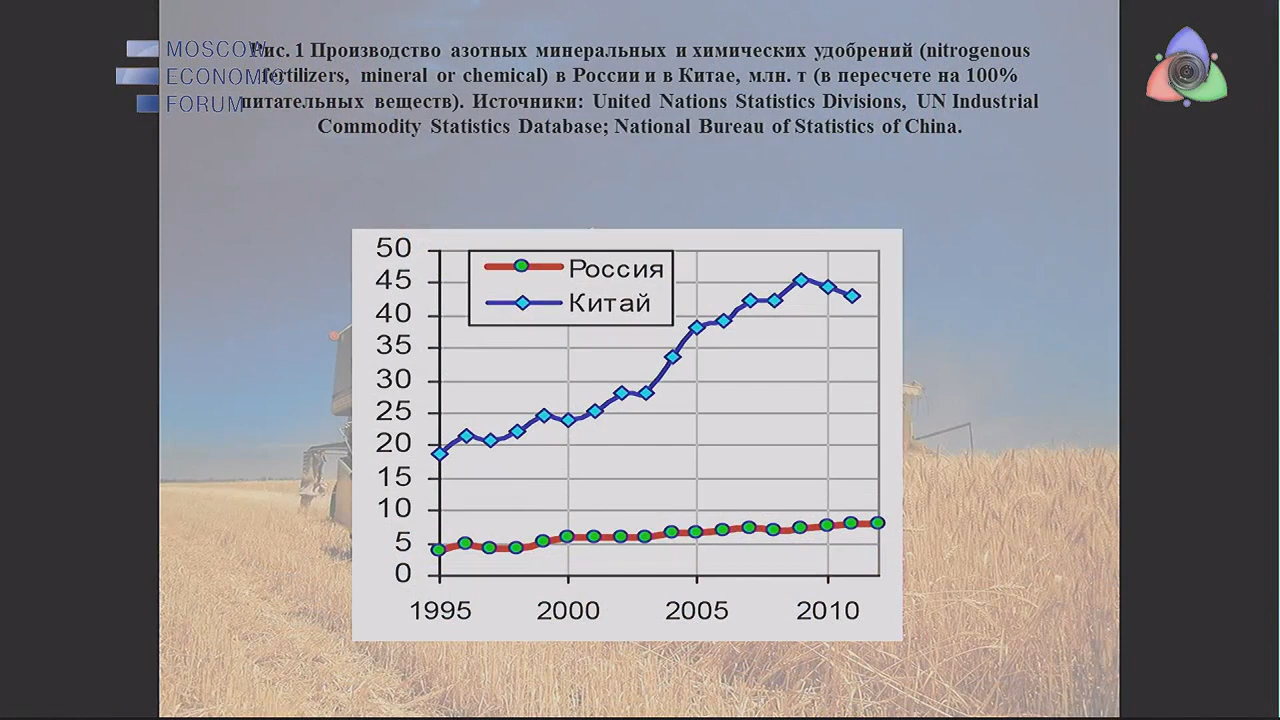 MOSCOW
ECONOMIC
FORUM
Рис. 1 Производство азотных минеральных и химических удобрений (nitrogenous
fertilizers, mineral or chemical) в России и в Китае, млн. т (в пересчете на 100%
питательных веществ). Источники: United Nations Statistics Divisions, UN Industrial
Commodity Statistics Database; National Bureau of Statistics of China.
50
45
40
35
30
25
20
15
10
5
0
Россия
Китай
1995 2000 2005 2010